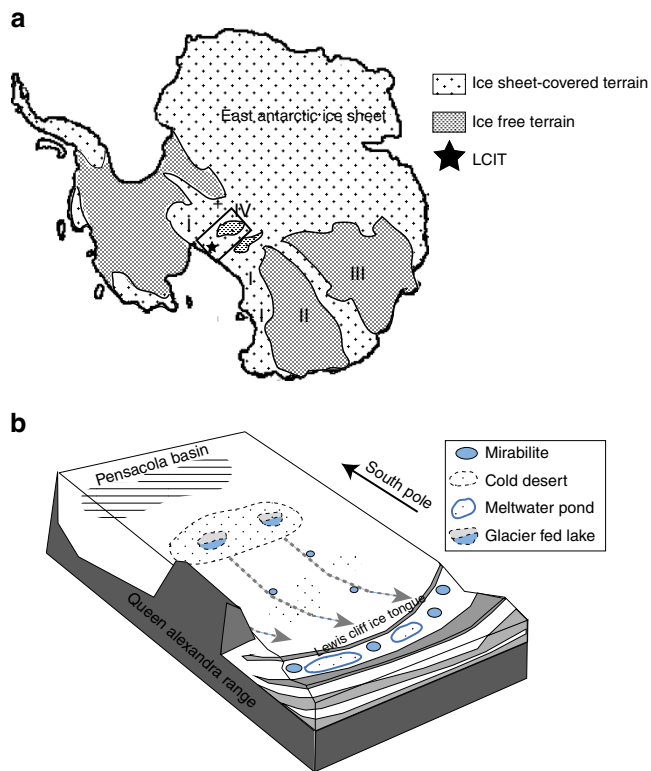 a
Ice sheet-covered terrain
East antarctic ice sheet
Ice free terrain
LCIT
+
IV
I
III
I
I
II
b
Pensacola basin
South pole
Mirabilite
Cold desert
Meltwater pond
Glacier fed lake
Lewis cliff ice tongue
Queen alexandra range